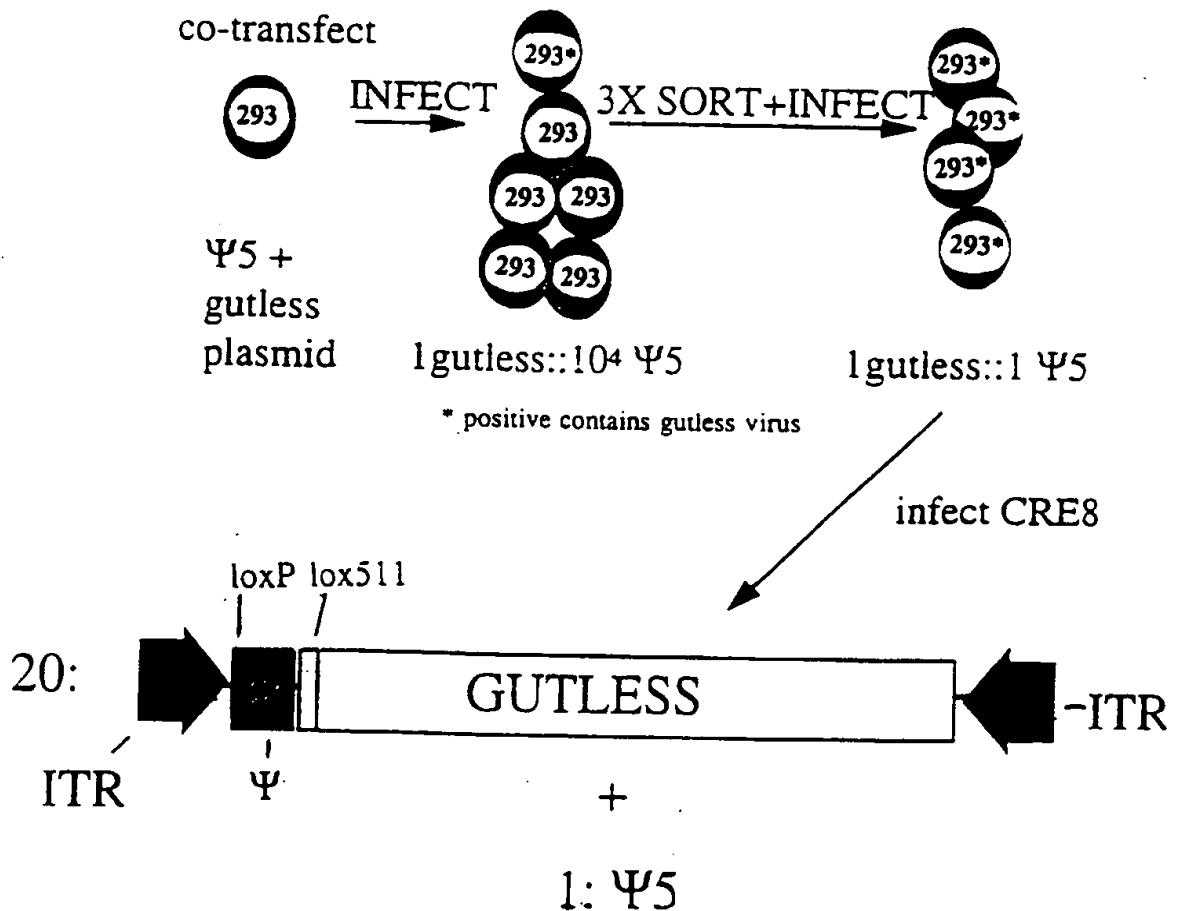 co-transfect
293
INFECT
293*
293
293
293
293
293
3X SORT+INFECT
293*
293*
293*
293*
Ψ5 +
gutless
plasmid
1gutless::10⁴ Ψ5
1gutless::1 Ψ5
* positive contains gutless virus
infect CRE8
loxP lox511
20:
GUTLESS
-ITR
ITR
Ψ
+
1: Ψ5